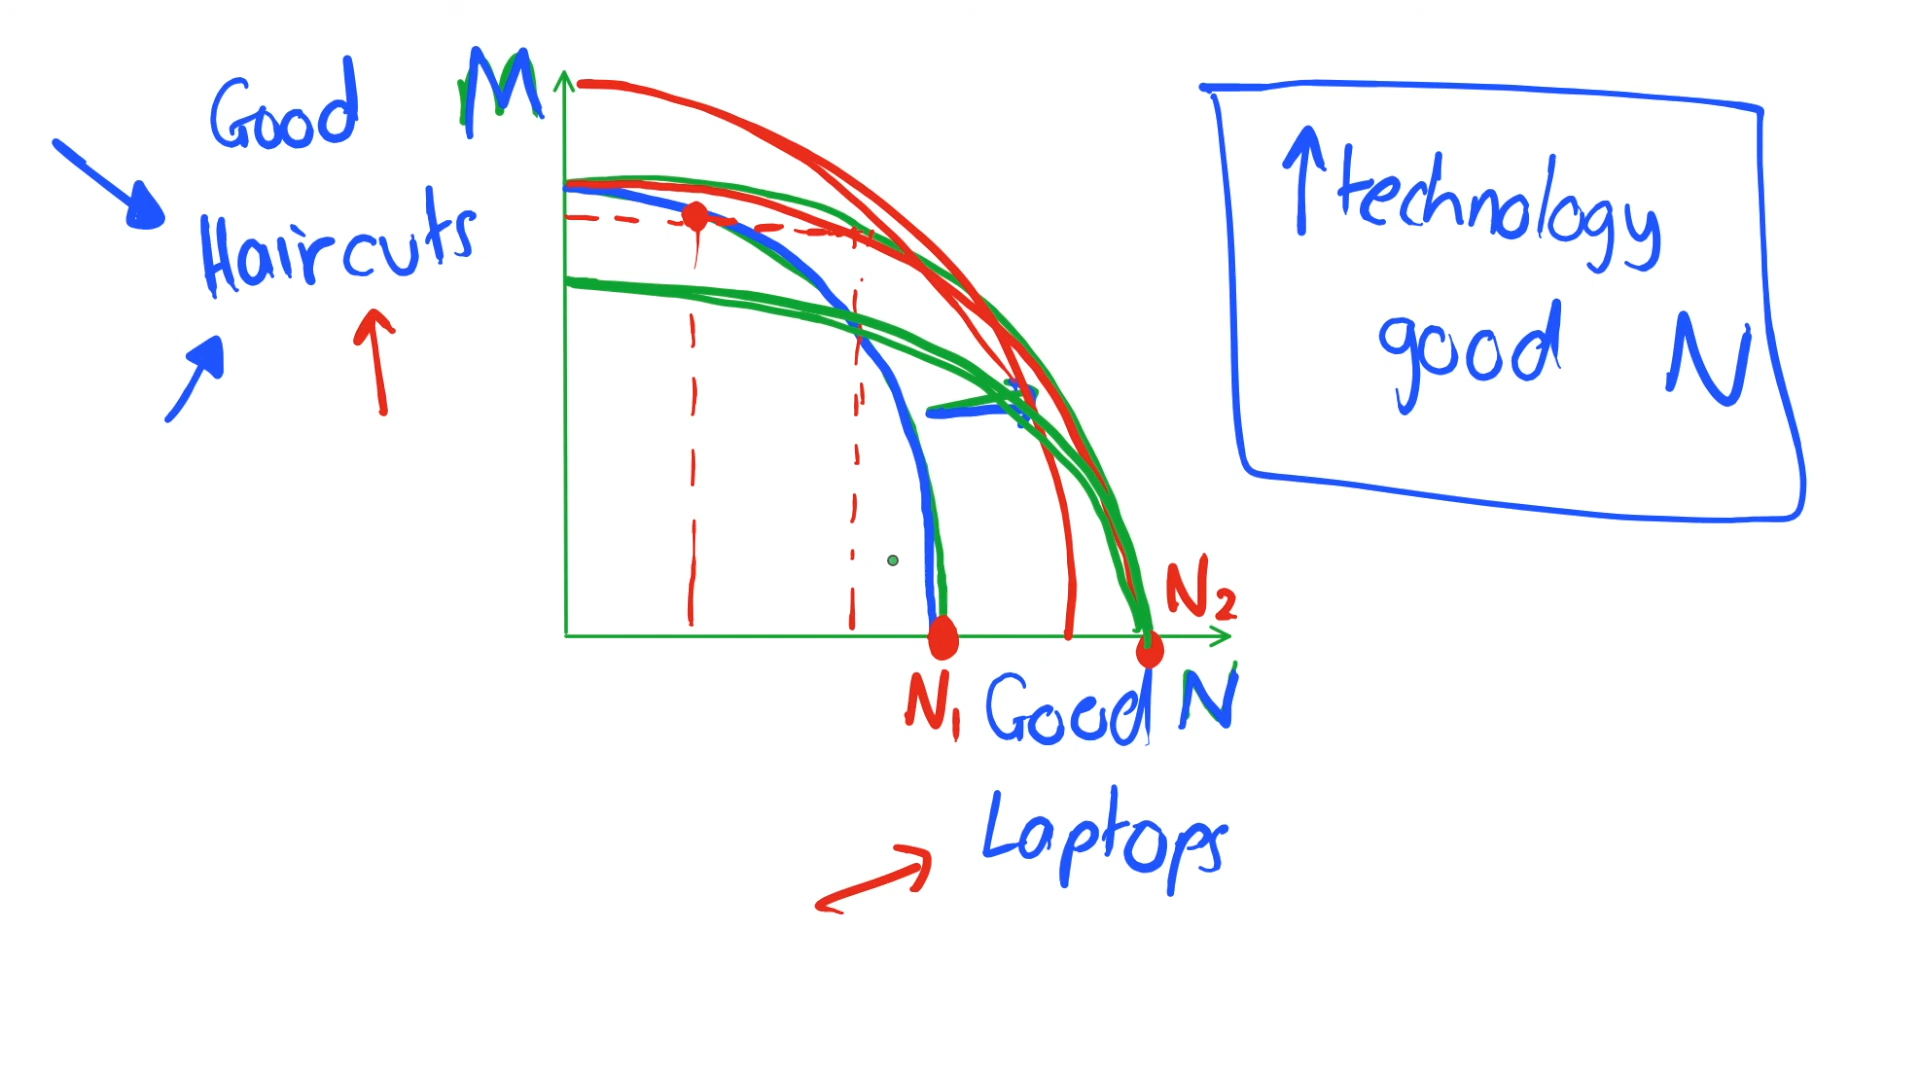 Good M
Haircuts
↑ technology
good N
N₂
N₁ Good N
Laptops